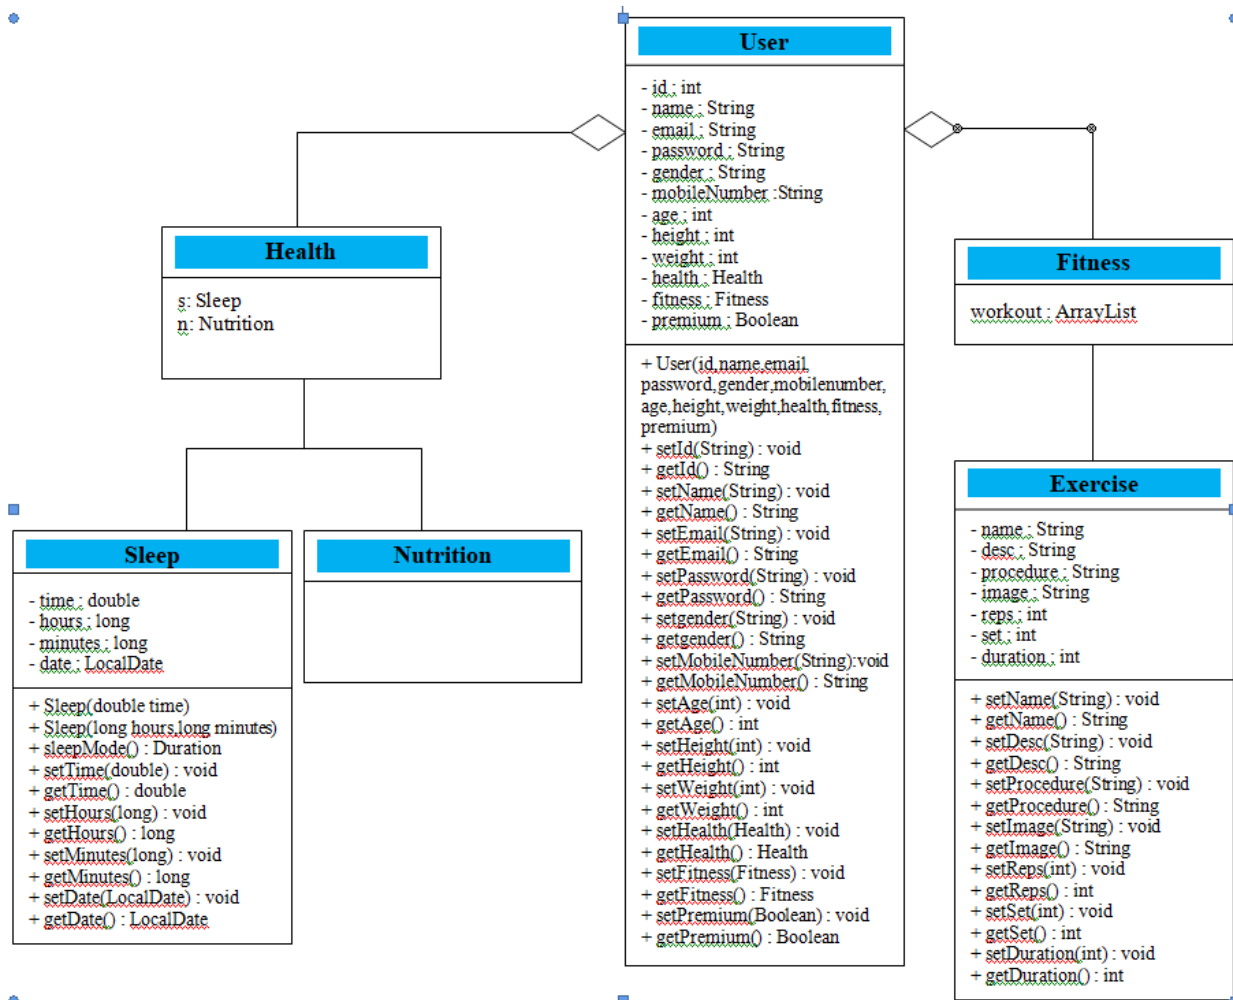 User
- id : int
- name : String
- email : String
- password : String
- gender : String
- mobileNumber :String
- age : int
- height : int
- weight : int
- health : Health
- fitness : Fitness
- premium : Boolean
+ User(id,name,email,
password,gender,mobilenumber,
age,height,weight,health,fitness,
premium)
+ setId(String) : void
+ getId() : String
+ setName(String) : void
+ getName() : String
+ setEmail(String) : void
+ getEmail() : String
+ setPassword(String) : void
+ getPassword() : String
+ setgender(String) : void
+ getgender() : String
+ setMobileNumber(String):void
+ getMobileNumber() : String
+ setAge(int) : void
+ getAge() : int
+ setHeight(int) : void
+ getHeight() : int
+ setWeight(int) : void
+ getWeight() : int
+ setHealth(Health) : void
+ getHealth() : Health
+ setFitness(Fitness) : void
+ getFitness() : Fitness
+ setPremium(Boolean) : void
+ getPremium() : Boolean
Health
s: Sleep
n: Nutrition
Fitness
workout : ArrayList
Sleep
- time : double
- hours : long
- minutes : long
- date : LocalDate
+ Sleep(double time)
+ Sleep(long hours,long minutes)
+ sleepMode() : Duration
+ setTime(double) : void
+ getTime() : double
+ setHours(long) : void
+ getHours() : long
+ setMinutes(long) : void
+ getMinutes() : long
+ setDate(LocalDate) : void
+ getDate() : LocalDate
Nutrition
Exercise
- name : String
- desc : String
- procedure : String
- image : String
- reps : int
- set : int
- duration : int
+ setName(String) : void
+ getName() : String
+ setDesc(String) : void
+ getDesc() : String
+ setProcedure(String) : void
+ getProcedure() : String
+ setImage(String) : void
+ getImage() : String
+ setReps(int) : void
+ getReps() : int
+ setSet(int) : void
+ getSet() : int
+ setDuration(int) : void
+ getDuration() : int